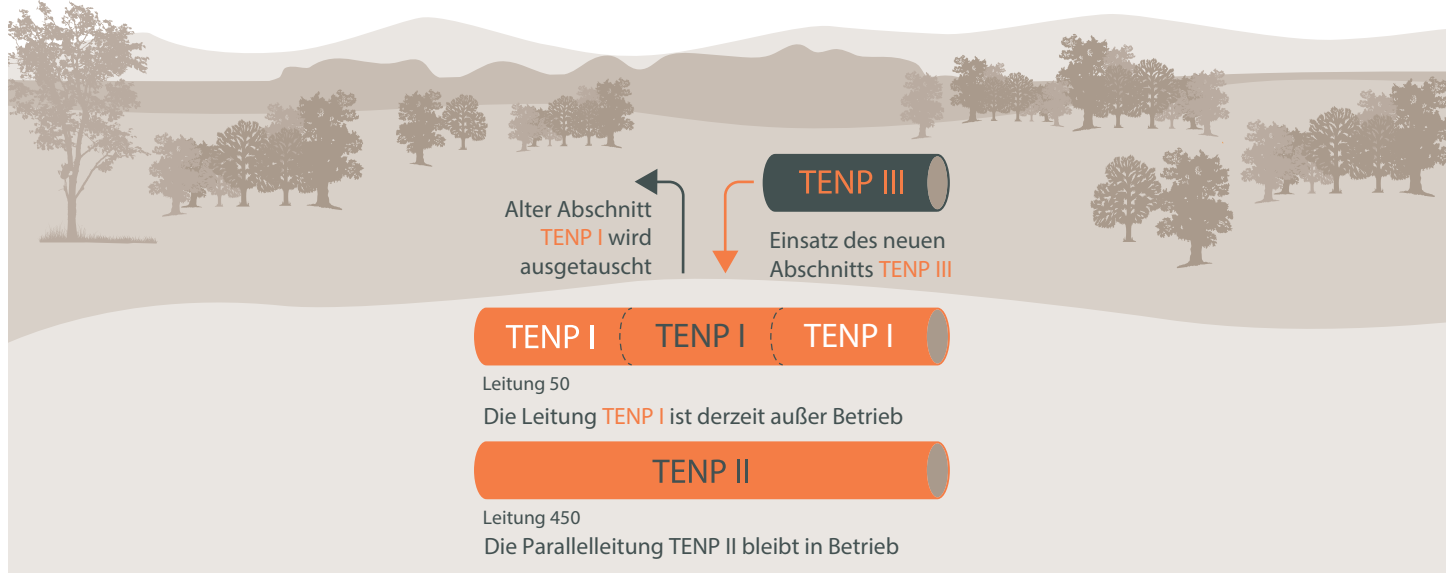 TENP III
Alter Abschnitt
TENP I wird
ausgetauscht
Einsatz des neuen
Abschnitts TENP III
TENP I TENP I TENP I
Leitung 50
Die Leitung TENP I ist derzeit außer Betrieb
TENP II
Leitung 450
Die Parallelleitung TENP II bleibt in Betrieb